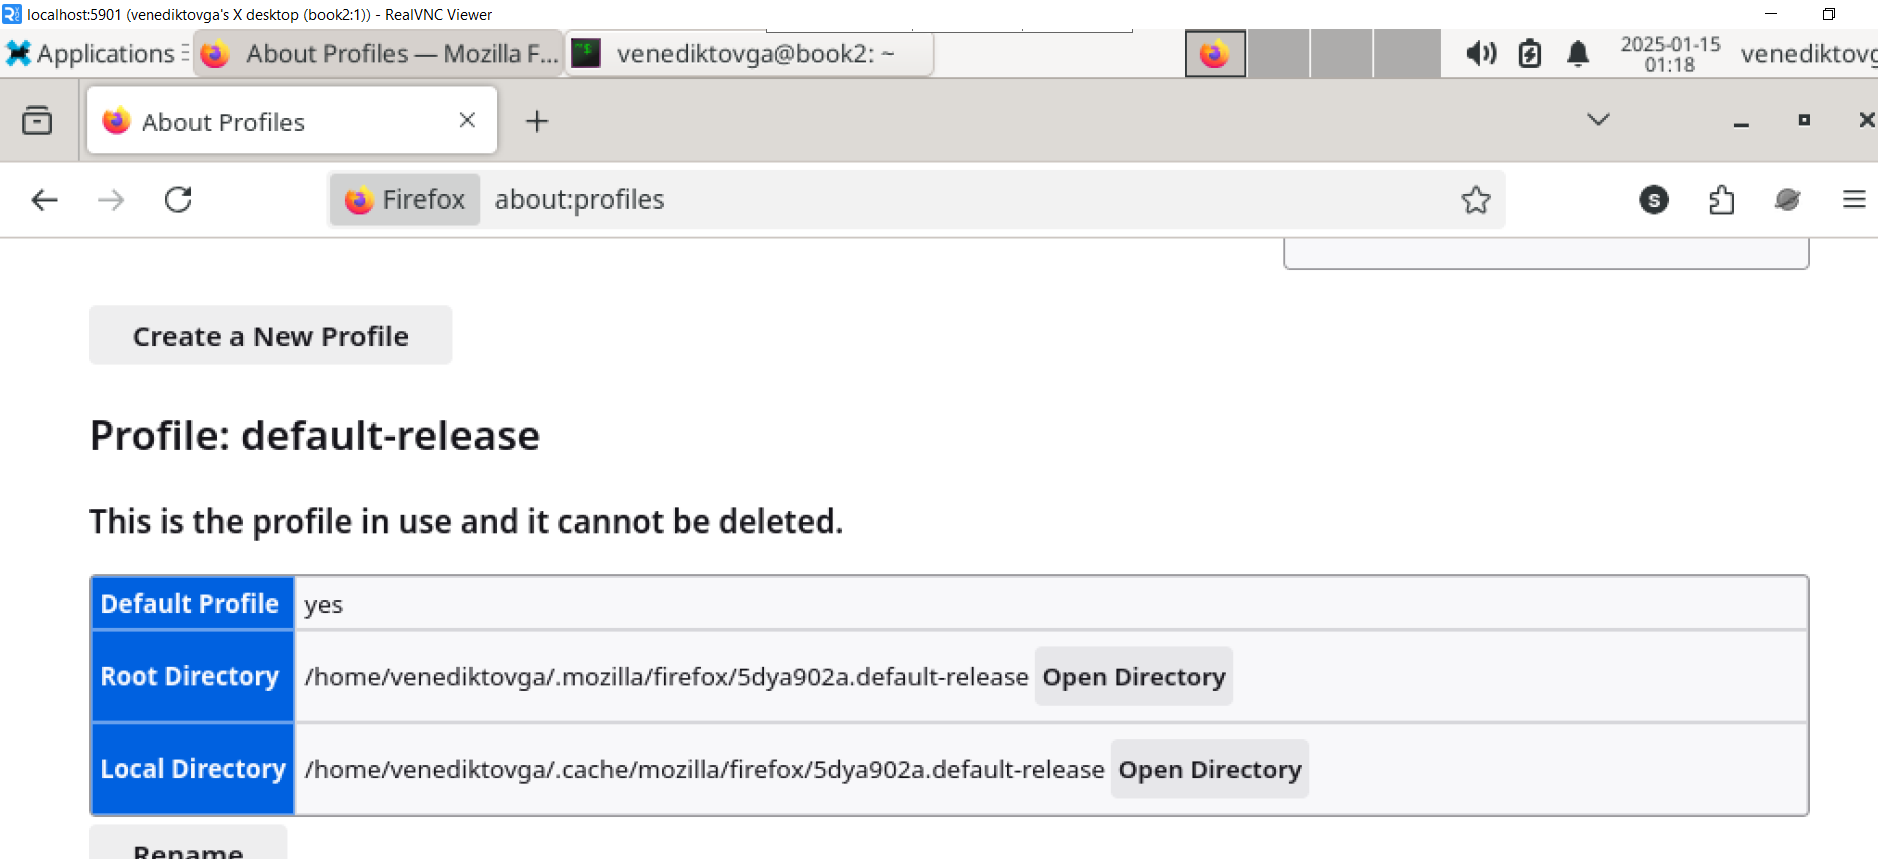 localhost:5901 (venediktovga's X desktop (book2:1)) - RealVNC Viewer
Applications About Profiles — Mozilla F... venediktovga@book2: ~ 2025-01-15 01:18 venediktovg
About Profiles
Firefox about:profiles
Create a New Profile
Profile: default-release
This is the profile in use and it cannot be deleted.
Default Profile yes
Root Directory /home/venediktovga/.mozilla/firefox/5dya902a.default-release Open Directory
Local Directory /home/venediktovga/.cache/mozilla/firefox/5dya902a.default-release Open Directory
Rename